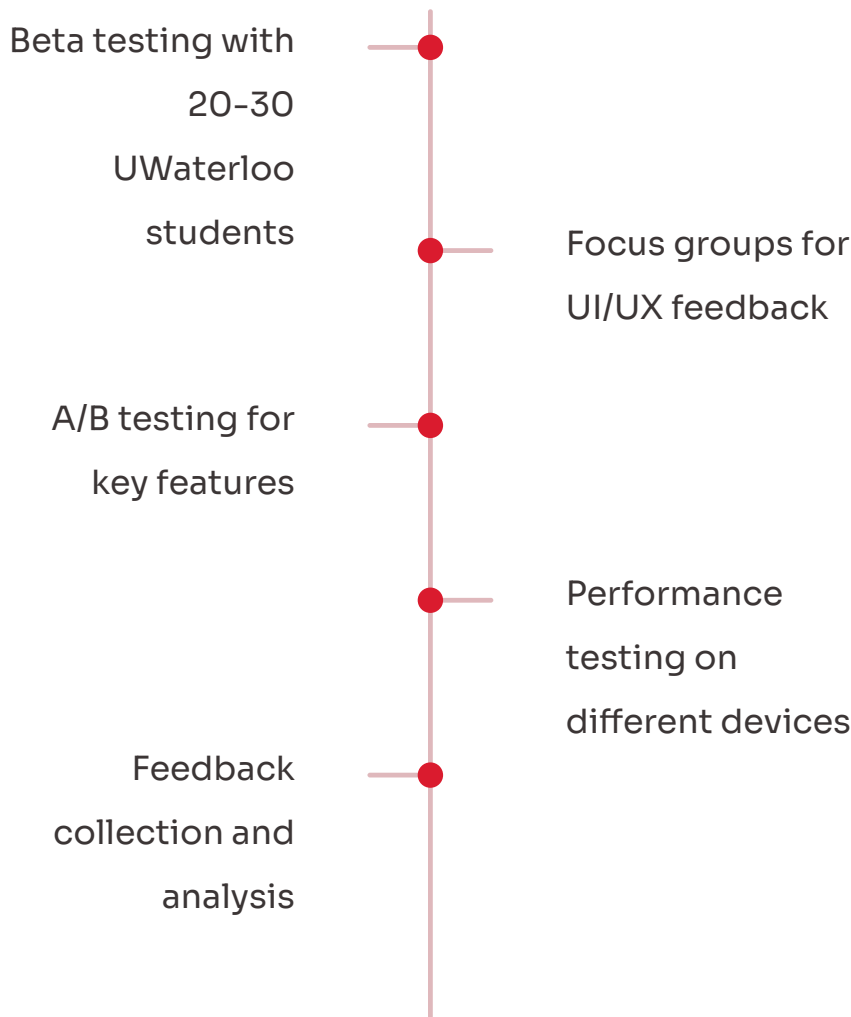 Beta testing with
20-30
UWaterloo
students
Focus groups for
UI/UX feedback
A/B testing for
key features
Performance
testing on
different devices
Feedback
collection and
analysis